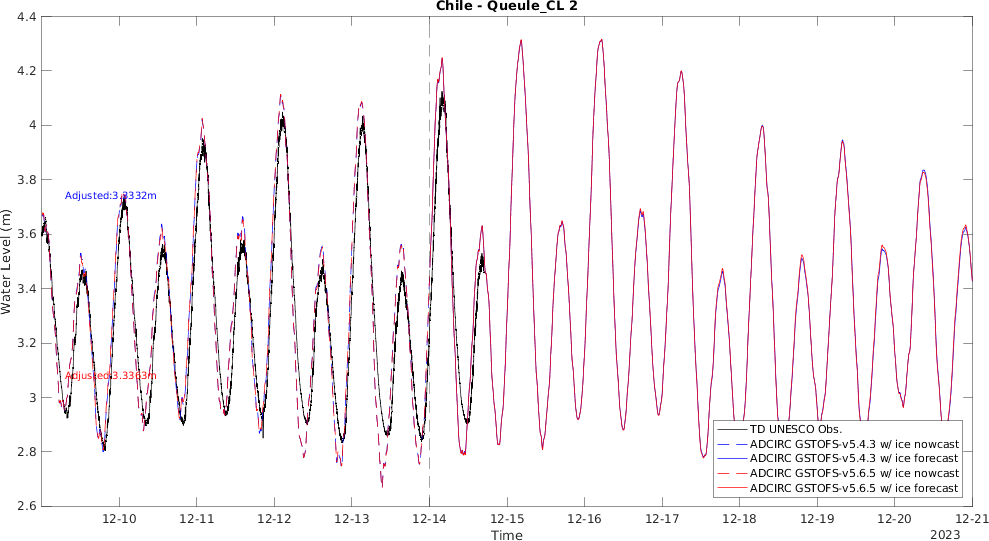 Chile - Queule_CL 2
Water Level (m)
4.4
4.2
4
3.8
3.6
3.4
3.2
3
2.8
2.6
Adjusted:3.3332m
Adjusted:3.3363m
TD UNESCO Obs.
ADCIRC GSTOFS-v5.4.3 w/ ice nowcast
ADCIRC GSTOFS-v5.4.3 w/ ice forecast
ADCIRC GSTOFS-v5.6.5 w/ ice nowcast
ADCIRC GSTOFS-v5.6.5 w/ ice forecast
12-10 12-11 12-12 12-13 12-14 12-15 12-16 12-17 12-18 12-19 12-20 12-21
Time
2023